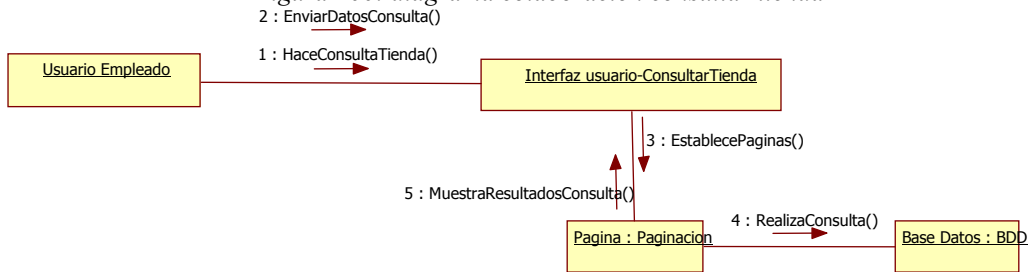 2 : EnviarDatosConsulta()
1 : HaceConsultaTienda()
Usuario Empleado
Interfaz usuario-ConsultarTienda
3 : EstablecePaginas()
5 : MuestraResultadosConsulta()
4 : RealizaConsulta()
Pagina : Paginacion
Base Datos : BDD